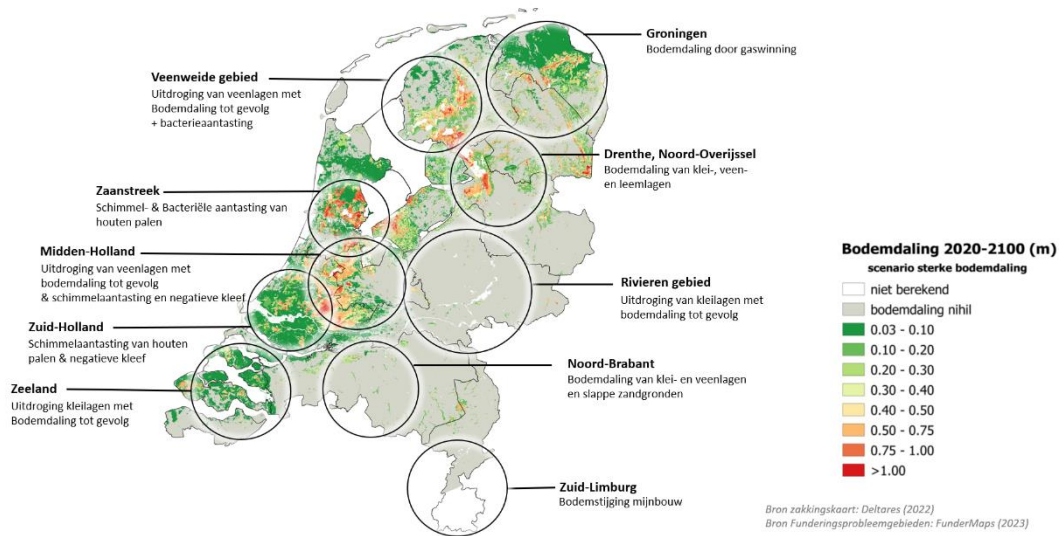 Groningen
Bodemdaling door gaswinning
Veenweide gebied
Uitdroging van veenlagen met
Bodemdaling tot gevolg
+ bacterieaantasting
Drenthe, Noord-Overijssel
Bodemdaling van klei-, veen-
en leemlagen
Zaanstreek
Schimmel- & Bacteriële aantasting van
houten palen
Midden-Holland
Uitdroging van veenlagen met
bodemdaling tot gevolg
& schimmelaantasting en negatieve kleef
Rivieren gebied
Uitdroging van kleilagen met
bodemdaling tot gevolg
Zuid-Holland
Schimmelaantasting van houten
palen & negatieve kleef
Noord-Brabant
Bodemdaling van klei- en veenlagen
en slappe zandgronden
Zeeland
Uitdroging kleilagen met
Bodemdaling tot gevolg
Zuid-Limburg
Bodemstijging mijnbouw
Bodemdaling 2020-2100 (m)
scenario sterke bodemdaling
niet berekend
bodemdaling nihil
0.03 - 0.10
0.10 - 0.20
0.20 - 0.30
0.30 - 0.40
0.40 - 0.50
0.50 - 0.75
0.75 - 1.00
>1.00
Bron zakkingskaart: Deltares (2022)
Bron Funderingsprobleemgebieden: FunderMaps (2023)